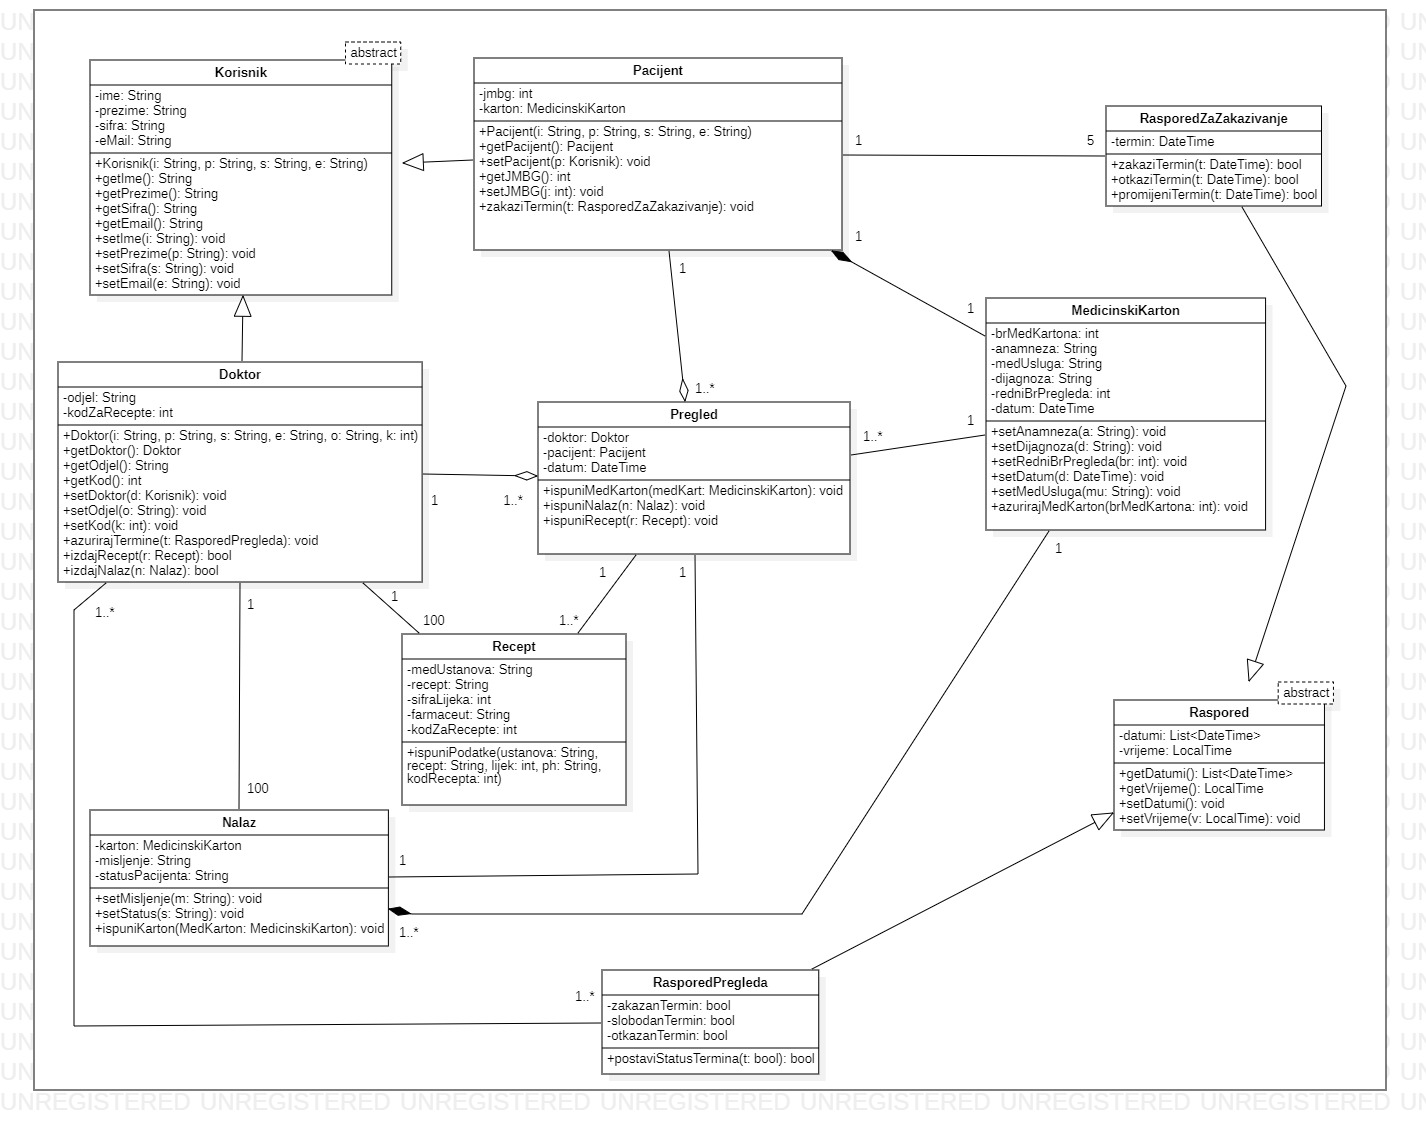 abstract
Korisnik
-ime: String
-prezime: String
-sifra: String
-eMail: String
+Korisnik(i: String, p: String, s: String, e: String)
+getIme(): String
+getPrezime(): String
+getSifra(): String
+getEmail(): String
+setIme(i: String): void
+setPrezime(p: String): void
+setSifra(s: String): void
+setEmail(e: String): void
Pacijent
-jmbg: int
-karton: MedicinskiKarton
+Pacijent(i: String, p: String, s: String, e: String)
+getPacijent(): Pacijent
+setPacijent(p: Korisnik): void
+getJMBG(): int
+setJMBG(j: int): void
+zakaziTermin(t: RasporedZaZakazivanje): void
1
5
RasporedZaZakazivanje
-termin: DateTime
+zakaziTermin(t: DateTime): bool
+otkaziTermin(t: DateTime): bool
+promijeniTermin(t: DateTime): bool
1
1
1
1..*
MedicinskiKarton
-brMedKartona: int
-anamneza: String
-medUsluga: String
-dijagnoza: String
-redniBrPregleda: int
-datum: DateTime
+setAnamneza(a: String): void
+setDijagnoza(d: String): void
+setRedniBrPregleda(br: int): void
+setDatum(d: DateTime): void
+setMedUsluga(mu: String): void
+azurirajMedKarton(brMedKartona: int): void
Doktor
-odjel: String
-kodZaRecepte: int
+Doktor(i: String, p: String, s: String, e: String, o: String, k: int)
+getDoktor(): Doktor
+getOdjel(): String
+getKod(): int
+setDoktor(d: Korisnik): void
+setOdjel(o: String): void
+setKod(k: int): void
+azurirajTermine(t: RasporedPregleda): void
+izdajRecept(r: Recept): bool
+izdajNalaz(n: Nalaz): bool
1
1..*
Pregled
-doktor: Doktor
-pacijent: Pacijent
-datum: DateTime
+ispuniMedKarton(medKart: MedicinskiKarton): void
+ispuniNalaz(n: Nalaz): void
+ispuniRecept(r: Recept): void
1..*
1
1
1..*
1
1
100
1
1..*
1
Recept
-medUstanova: String
-recept: String
-sifraLijeka: int
-farmaceut: String
-kodZaRecepte: int
+ispuniPodatke(ustanova: String,
recept: String, lijek: int, ph: String,
kodRecepta: int)
abstract
Raspored
-datumi: List<DateTime>
-vrijeme: LocalTime
+getDatumi(): List<DateTime>
+getVrijeme(): LocalTime
+setDatumi(): void
+setVrijeme(v: LocalTime): void
100
Nalaz
-karton: MedicinskiKarton
-misljenje: String
-statusPacijenta: String
+setMisljenje(m: String): void
+setStatus(s: String): void
+ispuniKarton(MedKarton: MedicinskiKarton): void
1
1..*
1..*
RasporedPregleda
-zakazanTermin: bool
-slobodanTermin: bool
-otkazanTermin: bool
+postaviStatusTermina(t: bool): bool
UNREGISTERED UNREGISTERED UNREGISTERED UNREGISTERED UNREGISTERED UNREGISTERED UNREGISTERED UN